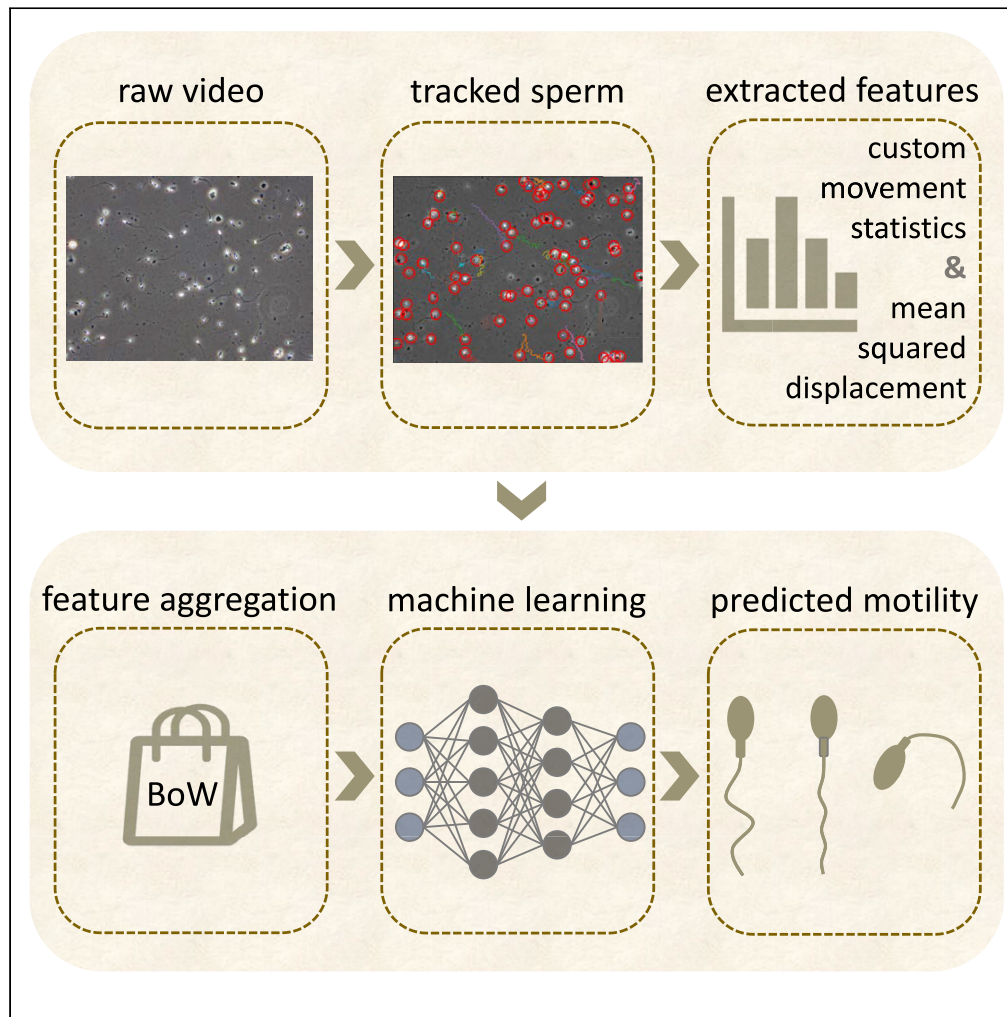 raw video
tracked sperm
extracted features
custom
movement
statistics
&
mean
squared
displacement
feature aggregation
machine learning
predicted motility
BoW